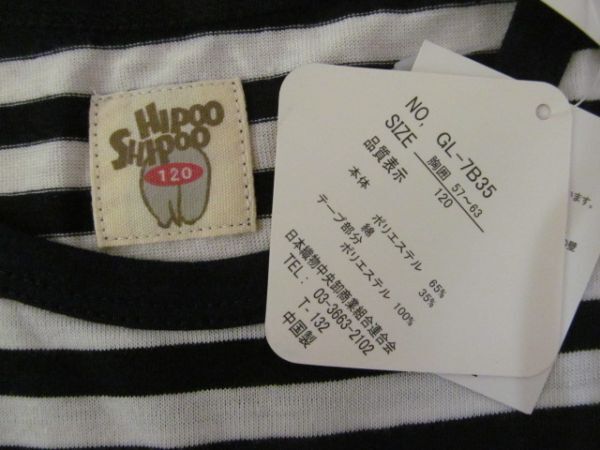 HIPOO
SHIPOO
120
NO, GL-7B35
SIZE 胸囲 57~63
120
品質表示
本体 ポリエステル 65%
綿 35%
テープ部分
ポリエステル 100%
日本織物中央卸商業組合連合会
TEL: 03-3663-2102
T-132
中国製